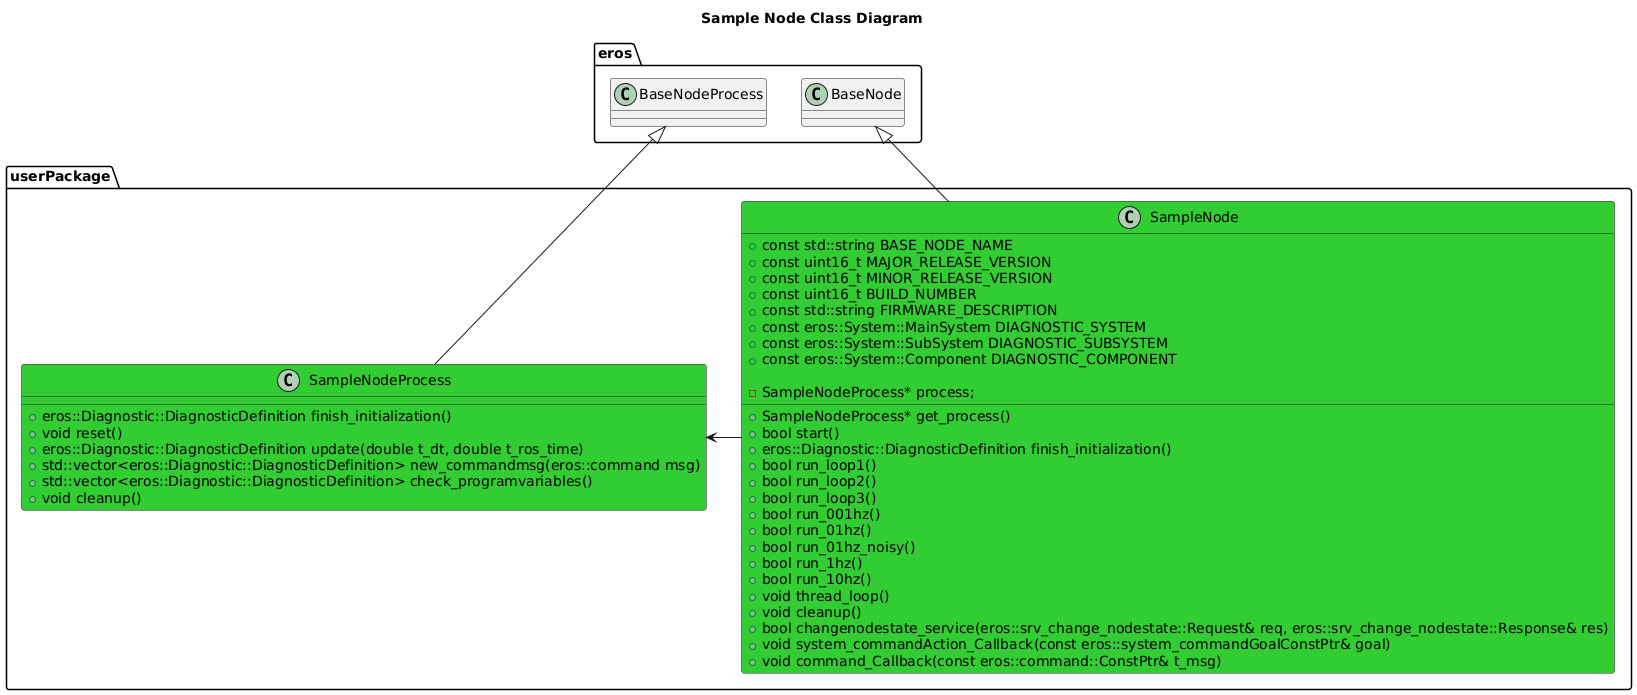 Sample Node Class Diagram
eros
C BaseNodeProcess
C BaseNode
userPackage
C SampleNode
const std::string BASE_NODE_NAME
const uint16_t MAJOR_RELEASE_VERSION
const uint16_t MINOR_RELEASE_VERSION
const uint16_t BUILD_NUMBER
const std::string FIRMWARE_DESCRIPTION
const eros::System::MainSystem DIAGNOSTIC_SYSTEM
const eros::System::SubSystem DIAGNOSTIC_SUBSYSTEM
const eros::System::Component DIAGNOSTIC_COMPONENT
SampleNodeProcess* process;
SampleNodeProcess* get_process()
bool start()
eros::Diagnostic::DiagnosticDefinition finish_initialization()
bool run_loop1()
bool run_loop2()
bool run_loop3()
bool run_001hz()
bool run_01hz()
bool run_01hz_noisy()
bool run_1hz()
bool run_10hz()
void thread_loop()
void cleanup()
bool changenodestate_service(eros::srv_change_nodestate::Request& req, eros::srv_change_nodestate::Response& res)
void system_commandAction_Callback(const eros::system_commandGoalConstPtr& goal)
void command_Callback(const eros::command::ConstPtr& t_msg)
C SampleNodeProcess
eros::Diagnostic::DiagnosticDefinition finish_initialization()
void reset()
eros::Diagnostic::DiagnosticDefinition update(double t_dt, double t_ros_time)
std::vector<eros::Diagnostic::DiagnosticDefinition> new_commandmsg(eros::command msg)
std::vector<eros::Diagnostic::DiagnosticDefinition> check_programvariables()
void cleanup()